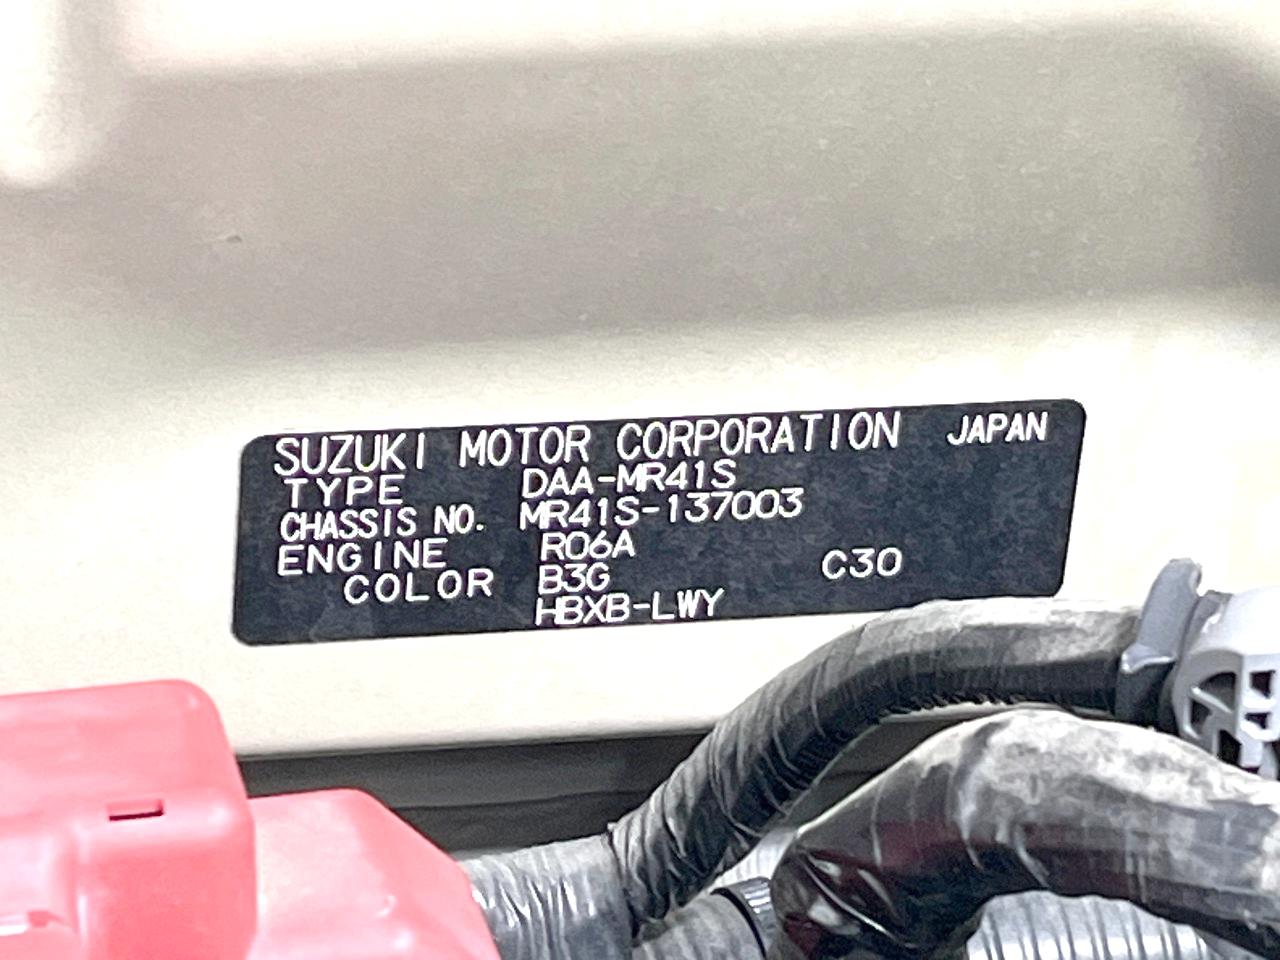 SUZUKI MOTOR CORPORATION JAPAN
TYPE DAA-MR41S
CHASSIS NO. MR41S-137003
ENGINE R06A
COLOR B3G C30
HBXB-LWY